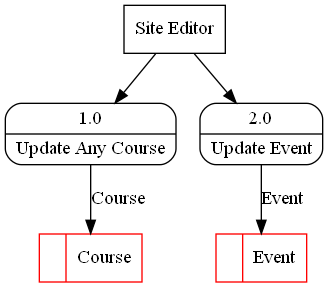 Site Editor
1.0
2.0
Update Any Course
Update Event
Course
Event
Course
Event